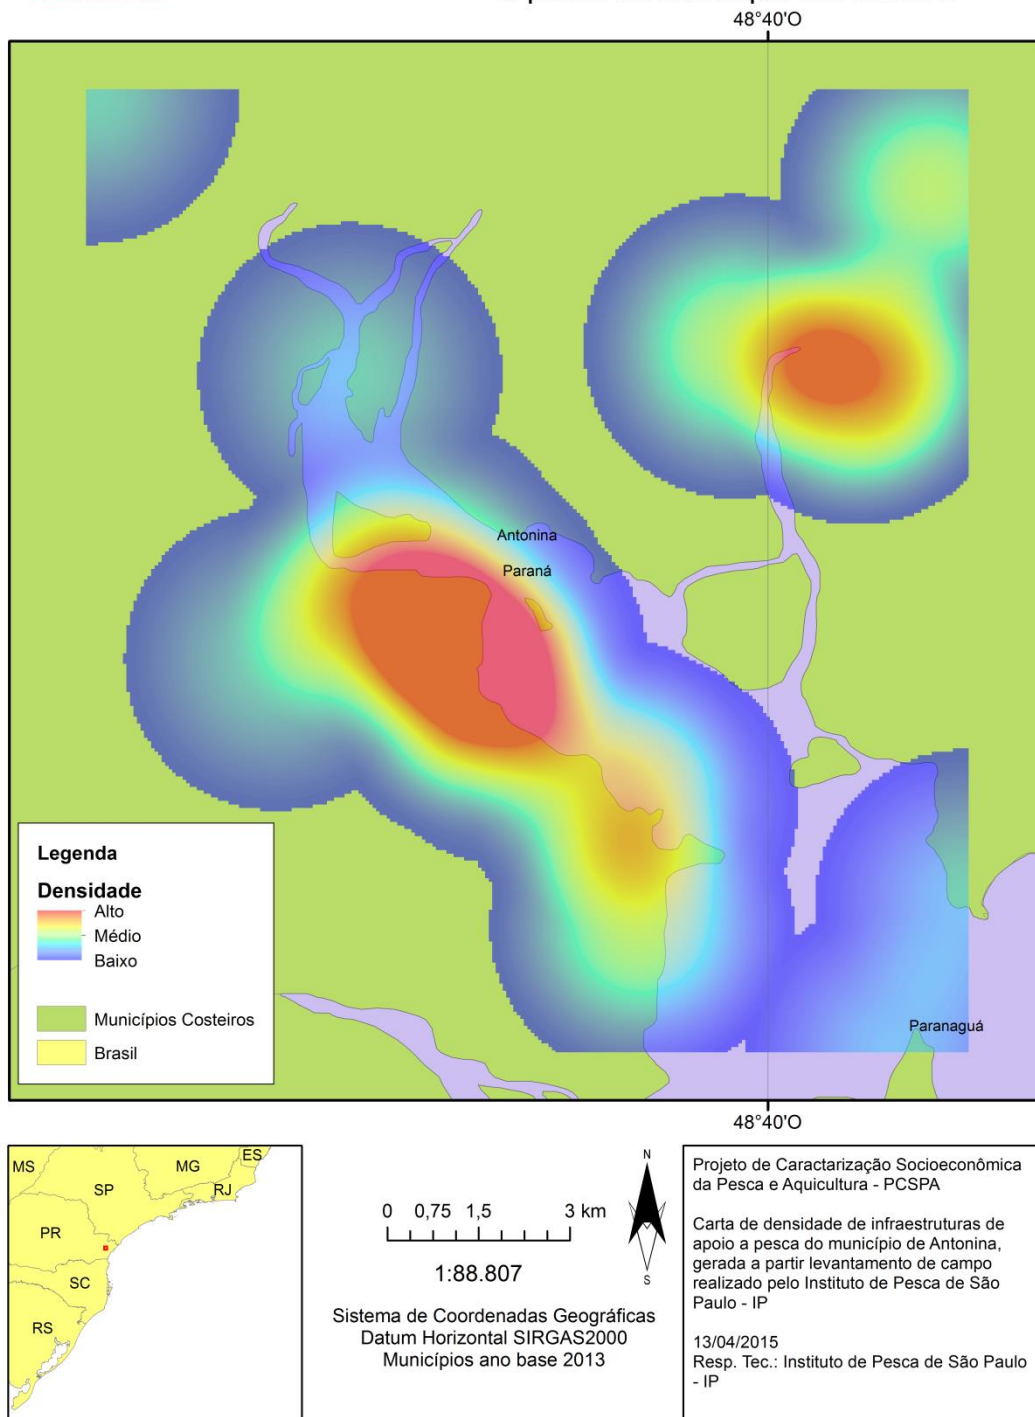 48°40'O
Antonina
Paraná
Paranaguá
Legenda
Densidade
Alto
Médio
Baixo
Municípios Costeiros
Brasil
48°40'O
MS
MG
ES
SP
RJ
PR
SC
RS
0 0,75 1,5 3 km
1:88.807
Sistema de Coordenadas Geográficas
Datum Horizontal SIRGAS2000
Municípios ano base 2013
N
S
Projeto de Caractarização Socioeconômica
da Pesca e Aquicultura - PCSPA
Carta de densidade de infraestruturas de
apoio a pesca do município de Antonina,
gerada a partir levantamento de campo
realizado pelo Instituto de Pesca de São
Paulo - IP
13/04/2015
Resp. Tec.: Instituto de Pesca de São Paulo
- IP